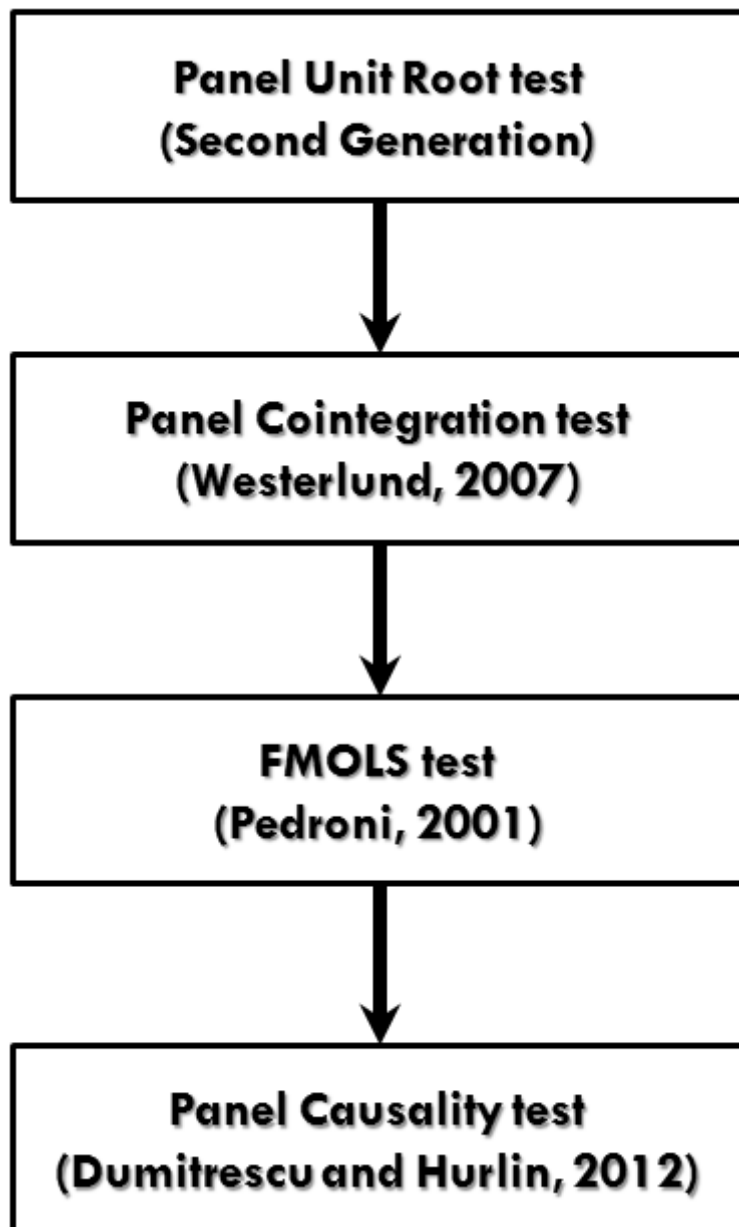 Panel Unit Root test
(Second Generation)
Panel Cointegration test
(Westerlund, 2007)
FMOLS test
(Pedroni, 2001)
Panel Causality test
(Dumitrescu and Hurlin, 2012)